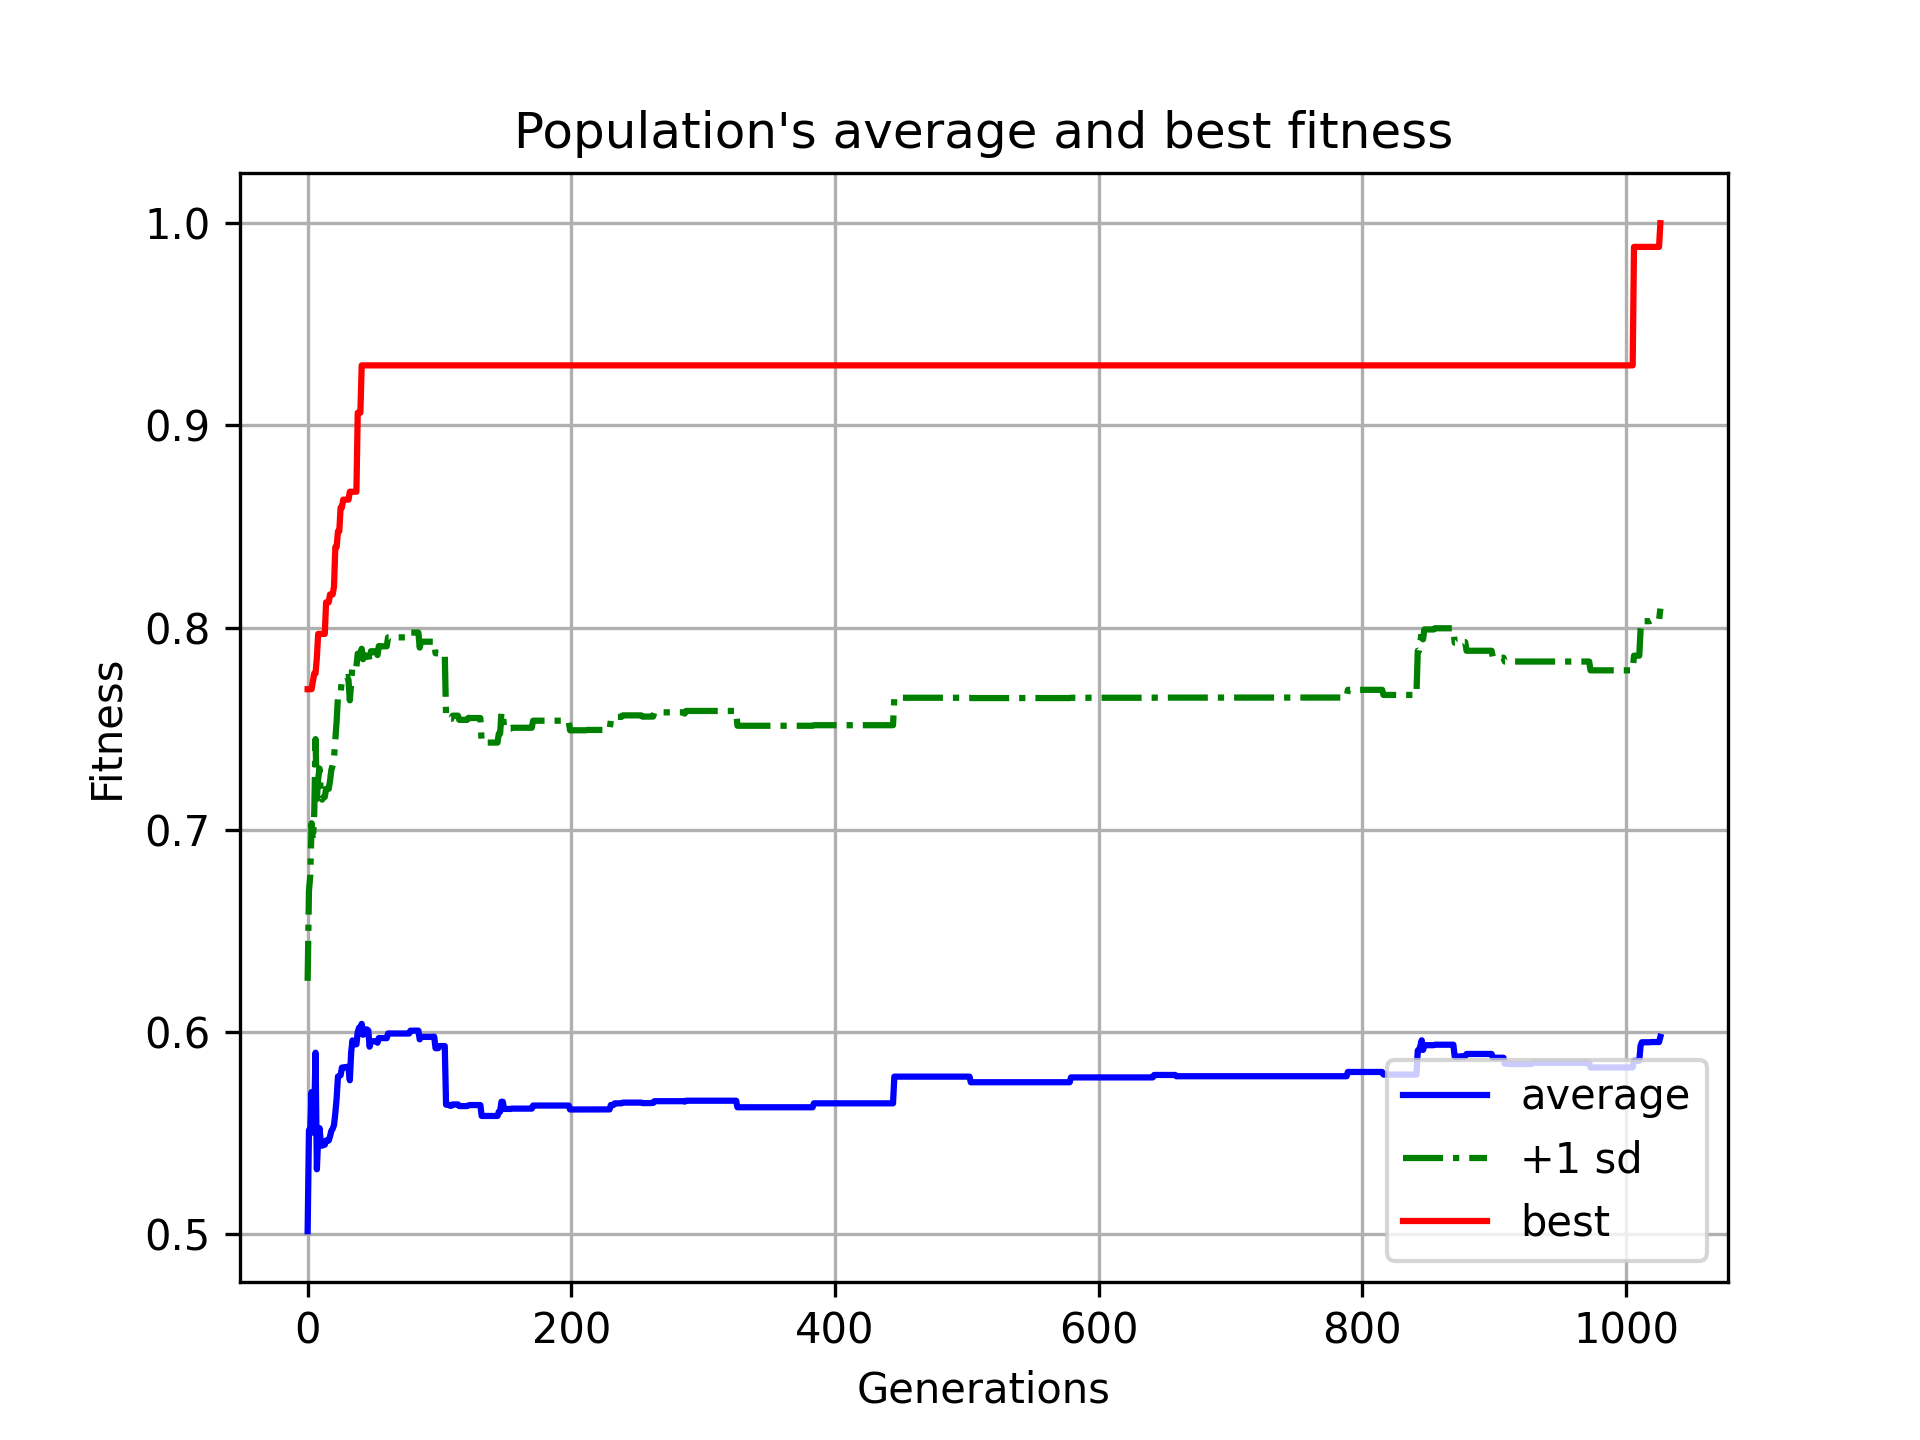 Population's average and best fitness
1.0
0.9
0.8
0.7
0.6
0.5
Fitness
0 200 400 600 800 1000
Generations
average
+1 sd
best